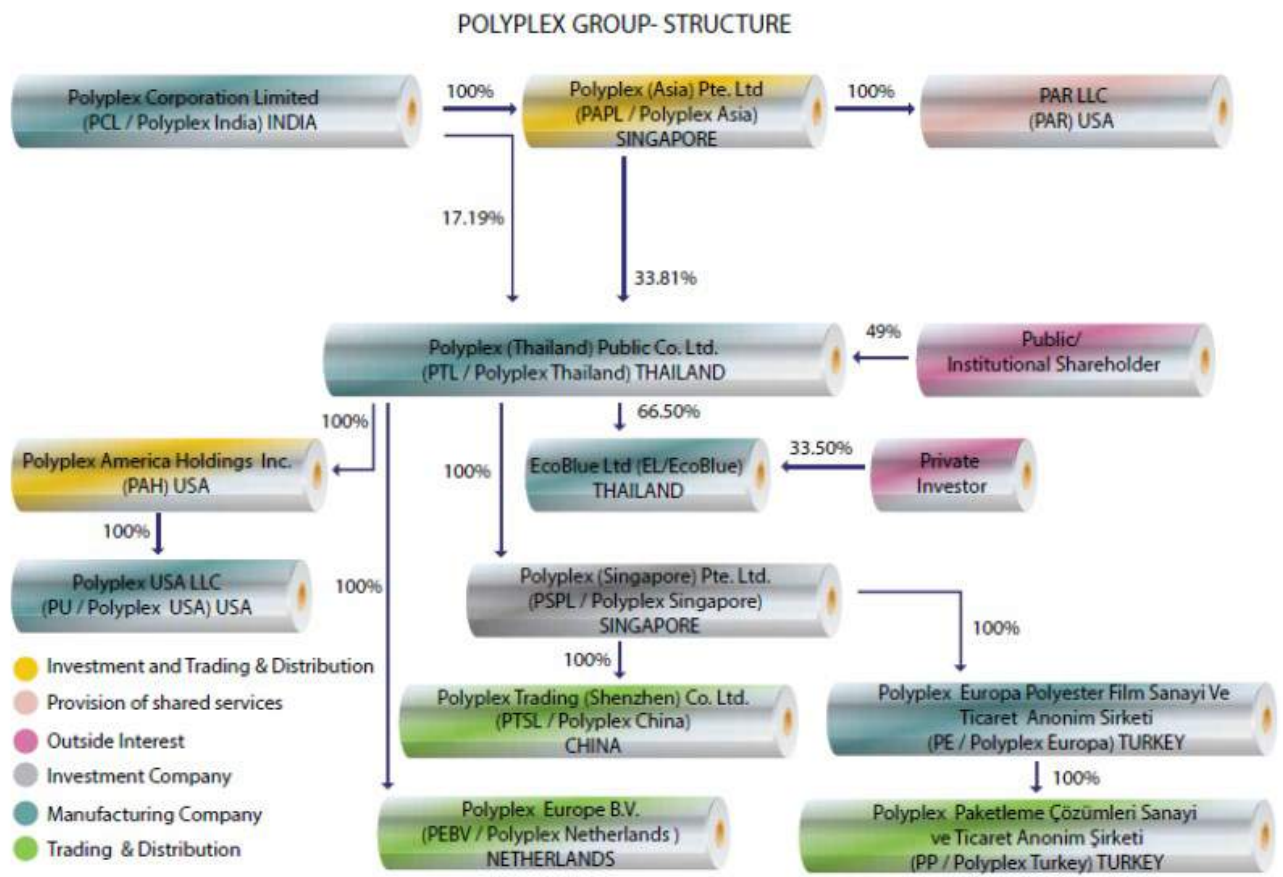 POLYPLEX GROUP- STRUCTURE
Polyplex Corporation Limited
(PCL / Polyplex India) INDIA
100%
Polyplex (Asia) Pte. Ltd
(PAPL / Polyplex Asia)
SINGAPORE
100%
PAR LLC
(PAR) USA
17.19%
33.81%
Polyplex (Thailand) Public Co. Ltd.
(PTL / Polyplex Thailand) THAILAND
49%
Public/
Institutional Shareholder
100%
66.50%
Polyplex America Holdings Inc.
(PAH) USA
100%
EcoBlue Ltd (EL/EcoBlue)
THAILAND
33.50%
Private
Investor
100%
Polyplex USA LLC
(PU / Polyplex USA) USA
100%
Polyplex (Singapore) Pte. Ltd.
(PSPL / Polyplex Singapore)
SINGAPORE
100%
100%
Polyplex Trading (Shenzhen) Co. Ltd.
(PTSL / Polyplex China)
CHINA
Polyplex Europa Polyester Film Sanayi Ve
Ticaret Anonim Sirketi
(PE / Polyplex Europa) TURKEY
100%
Polyplex Europe B.V.
(PEBV / Polyplex Netherlands )
NETHERLANDS
Polyplex Paketleme Çözümleri Sanayi
ve Ticaret Anonim Şirketi
(PP / Polyplex Turkey) TURKEY
Investment and Trading & Distribution
Provision of shared services
Outside Interest
Investment Company
Manufacturing Company
Trading & Distribution